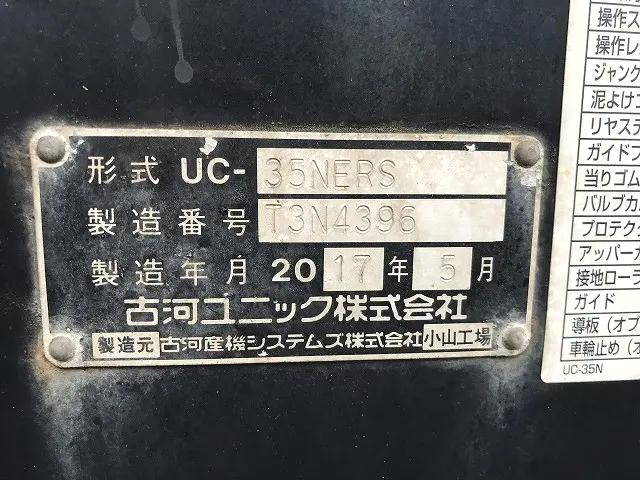 形式 UC-35NERS
製造番号 T3N4396
製造年月 2017年5月
古河ユニック株式会社
製造元 古河産機システムズ株式会社 小山工場
操作ス
操作レ
ジャンク
泥よけブ
リヤステ
ガイドブ
当りゴム
バルブカ
プロテク
アッパー
接地ローラ
ガイド
導板（オプ
車輪止め（オ
UC-35N